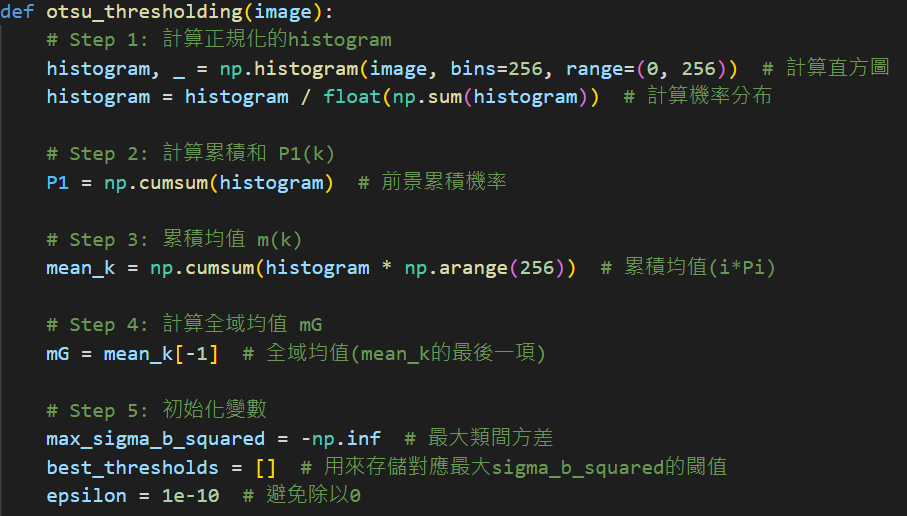 def otsu_thresholding(image):
    # Step 1: 計算正規化的histogram
    histogram, _ = np.histogram(image, bins=256, range=(0, 256))  # 計算直方圖
    histogram = histogram / float(np.sum(histogram))  # 計算機率分布

    # Step 2: 計算累積和 P1(k)
    P1 = np.cumsum(histogram)  # 前景累積機率

    # Step 3: 累積均值 m(k)
    mean_k = np.cumsum(histogram * np.arange(256))  # 累積均值(i*Pi)

    # Step 4: 計算全域均值 mG
    mG = mean_k[-1]  # 全域均值(mean_k的最後一項)

    # Step 5: 初始化變數
    max_sigma_b_squared = -np.inf  # 最大類間方差
    best_thresholds = []  # 用來存儲對應最大sigma_b_squared的閾值
    epsilon = 1e-10  # 避免除以0